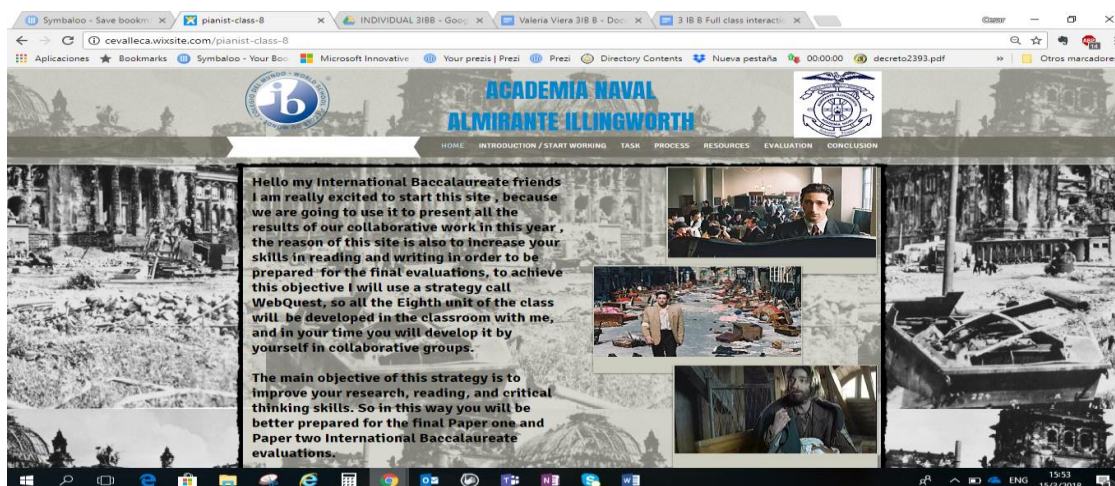 Symbaloo - Save bookm
pianist-class-8
INDIVIDUAL 3IBB - Goog
Valeria Viera 3IB B - Doc
3 IB B Full class interactio
Cesar
cevalleca.wixsite.com/pianist-class-8
Aplicaciones
Bookmarks
Symbaloo - Your Boo
Microsoft Innovative
Your prezis | Prezi
Prezi
Directory Contents
Nueva pestaña
00:00:00
decreto2393.pdf
»
Otros marcadores
ib
ACADEMIA NAVAL
ALMIRANTE ILLINGWORTH
HOME INTRODUCTION / START WORKING TASK PROCESS RESOURCES EVALUATION CONCLUSION
Hello my International Baccalaureate friends
I am really excited to start this site , because
we are going to use it to present all the
results of our collaborative work in this year ,
the reason of this site is also to increase your
skills in reading and writing in order to be
prepared for the final evaluations, to achieve
this objective I will use a strategy call
WebQuest, so all the Eighth unit of the class
will be developed in the classroom with me,
and in your time you will develop it by
yourself in collaborative groups.
The main objective of this strategy is to
improve your research, reading, and critical
thinking skills. So in this way you will be
better prepared for the final Paper one and
Paper two International Baccalaureate
evaluations.
ENG
15:53
15/3/2018